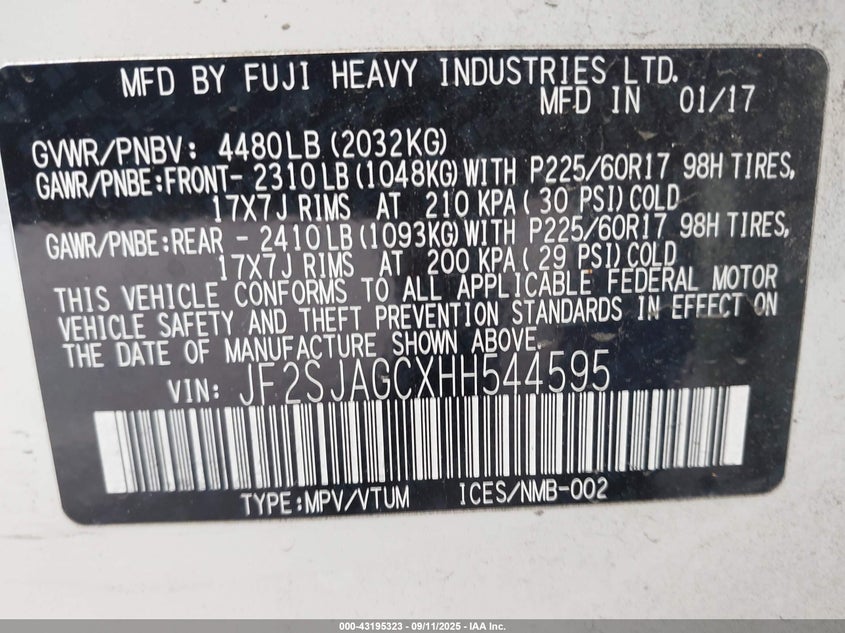 MFD BY FUJI HEAVY INDUSTRIES LTD.
MFD IN 01/17
GVWR/PNBV: 4480LB (2032KG)
GAWR/PNBE:FRONT- 2310LB (1048KG) WITH P225/60R17 98H TIRES,
17X7J RIMS AT 210 KPA( 30 PSI)COLD
GAWR/PNBE:REAR - 2410LB (1093KG) WITH P225/60R17 98H TIRES,
17X7J RIMS AT 200 KPA(29 PSI)COLD
THIS VEHICLE CONFORMS TO ALL APPLICABLE FEDERAL MOTOR
VEHICLE SAFETY AND THEFT PREVENTION STANDARDS IN EFFECT ON
THE DATE OF MANUFACTURE SHOWN ABOVE.
VIN: JF2SJAGCXHH544595
TYPE:MPV/VTUM ICES/NMB-002
000-43195323 - 09/11/2025 - IAA Inc.